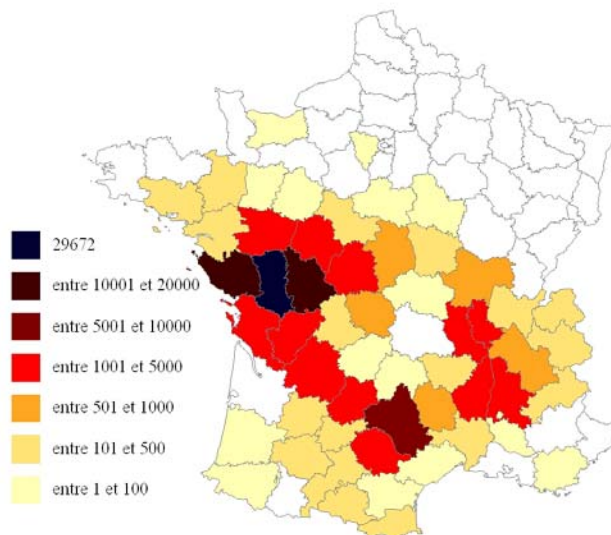 29672
entre 10001 et 20000
entre 5001 et 10000
entre 1001 et 5000
entre 501 et 1000
entre 101 et 500
entre 1 et 100